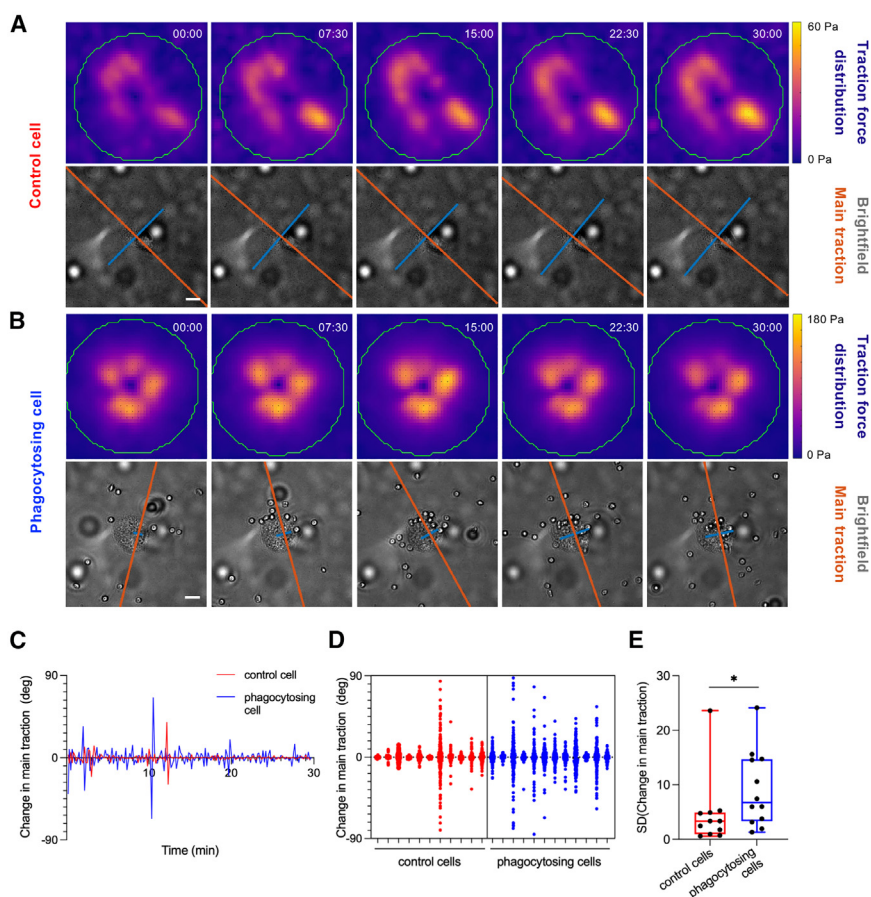 A
00:00
07:30
15:00
22:30
30:00
60 Pa
0 Pa
Traction force
distribution
Control cell
Brightfield
Main traction
B
00:00
07:30
15:00
22:30
30:00
180 Pa
0 Pa
Traction force
distribution
Phagocytosing cell
Brightfield
Main traction
C
Change in main traction (deg)
90
0
-90
control cell
phagocytosing
cell
10
20
30
Time (min)
D
Change in main traction (deg)
90
0
-90
control cells
phagocytosing cells
E
SD(Change in main traction)
30
20
10
0
*
control cells
phagocytosing
cells